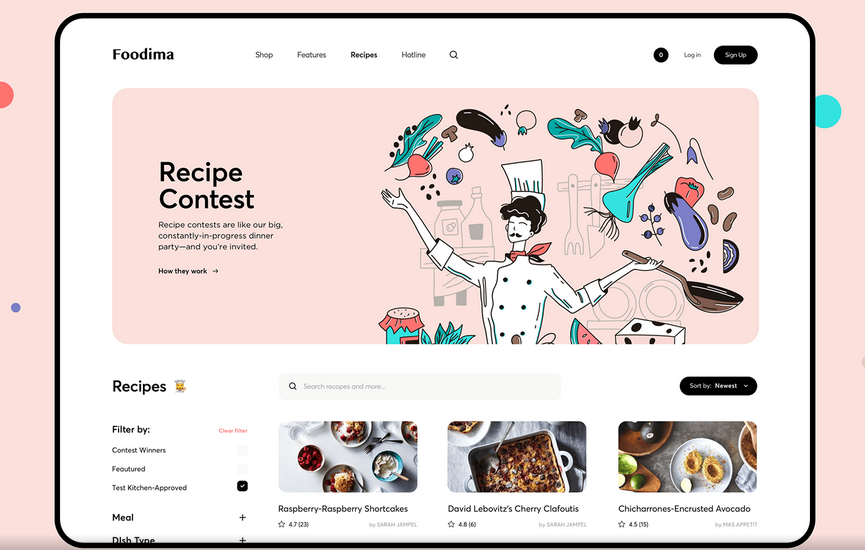 Foodima
Shop Features Recipes Hotline
0 Log in Sign Up
Recipe
Contest
Recipe contests are like our big,
constantly-in-progress dinner
party—and you're invited.
How they work →
Recipes
Search recopes and more...
Sort by: Newest
Filter by:
Clear filter
Contest Winners
Feautured
Test Kitchen-Approved
Meal +
DIsh Type +
Raspberry-Raspberry Shortcakes
4.7 (23) by SARAH JAMPEL
David Lebovitz's Cherry Clafoutis
4.8 (6) by SARAH JAMPEL
Chicharrones-Encrusted Avocado
4.5 (15) by MAS APPETIT